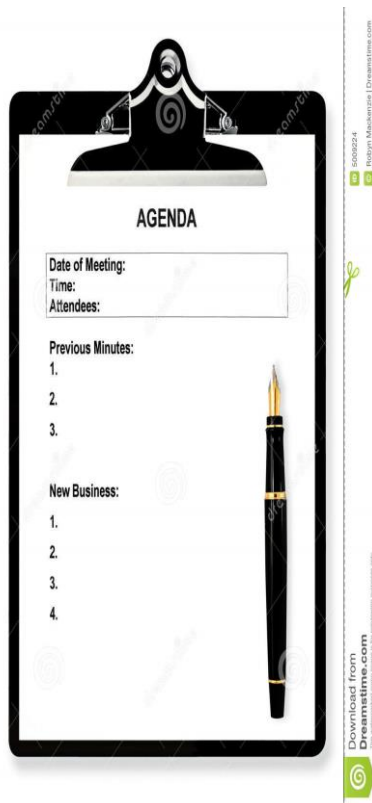 AGENDA
Date of Meeting:
Time:
Attendees:
Previous Minutes:
1.
2.
3.
New Business:
1.
2.
3.
4.
5009224
Robyn Mackenzie | Dreamstime.com
Download from
Dreamstime.com